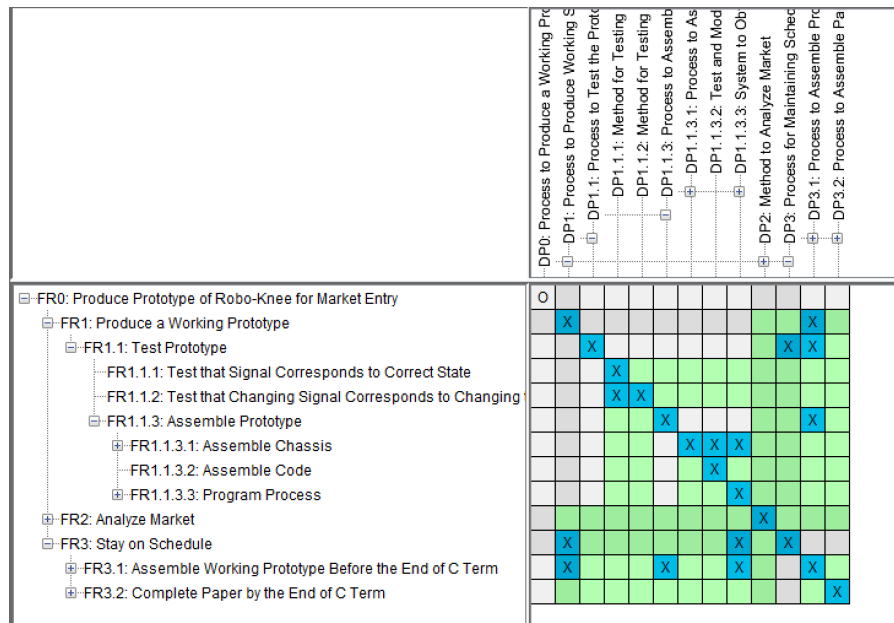 DP0: Process to Produce a Working Pro
DP1: Process to Produce Working S
DP1.1: Process to Test the Proto
DP1.1.1: Method for Testing
DP1.1.2: Method for Testing
DP1.1.3: Process to Assemb
DP1.1.3.1: Process to As
DP1.1.3.2: Test and Mod
DP1.1.3.3: System to Ob
DP2: Method to Analyze Market
DP3: Process for Maintaining Sched
DP3.1: Process to Assemble Pro
DP3.2: Process to Assemble Pa
FR0: Produce Prototype of Robo-Knee for Market Entry O
FR1: Produce a Working Prototype X X
FR1.1: Test Prototype X X X
FR1.1.1: Test that Signal Corresponds to Correct State X
FR1.1.2: Test that Changing Signal Corresponds to Changing X X
FR1.1.3: Assemble Prototype X X
FR1.1.3.1: Assemble Chassis X X X
FR1.1.3.2: Assemble Code X
FR1.1.3.3: Program Process X
FR2: Analyze Market X
FR3: Stay on Schedule X X X
FR3.1: Assemble Working Prototype Before the End of C Term X X X X
FR3.2: Complete Paper by the End of C Term X